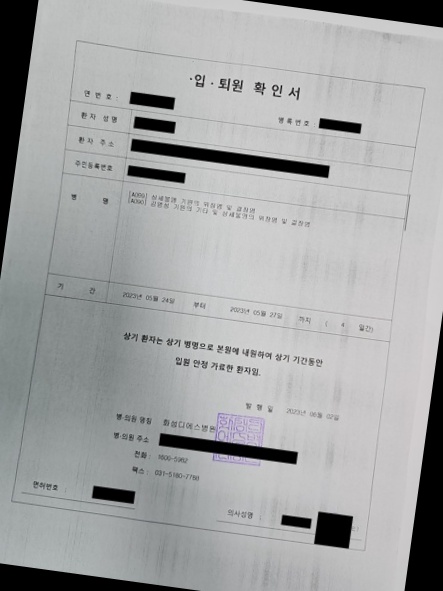 ·입·퇴원 확인서
연번호 :
등록번호 :
환자 성명
환자 주소
주민등록번호
병 명
[A099] 상세불명 기원의 위장염 및 결장염
[A090] 감염성 기원의 기타 및 상세불명의 위장염 및 결장염
기 간 2023년 05월 24일 부터 2023년 05월 27일 까지 ( 4 일간)
상기 환자는 상기 병명으로 본원에 내원하여 상기 기간동안
입원 안정 가료한 환자임.
발 행 일 2023년 06월 02일
병·의원 명칭 화성디에스병원
병·의원 주소
전화 : 1600-5982
팩스 : 031-5180-7788
면허번호 :
의사성명 :